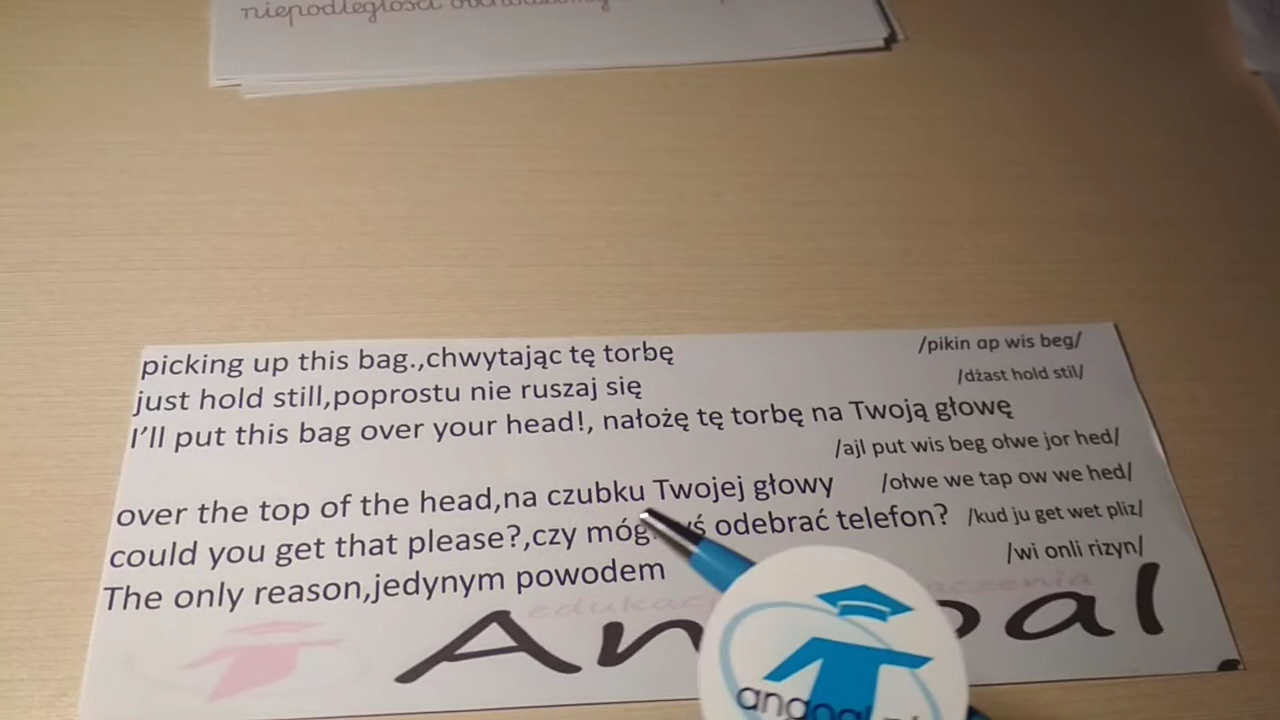 niepodległości
picking up this bag.,chwytając tę torbę /pikin ap wis beg/
just hold still,poprostu nie ruszaj się /dżast hold stil/
I'll put this bag over your head!, nałożę tę torbę na Twoją głowę
/ajl put wis beg ołwe jor hed/
over the top of the head,na czubku Twojej głowy /ołwe we tap ow we hed/
could you get that please?,czy odebrać telefon? /kud ju get wet pliz/
The only reason,jedynym powodem /wi onli rizyn/